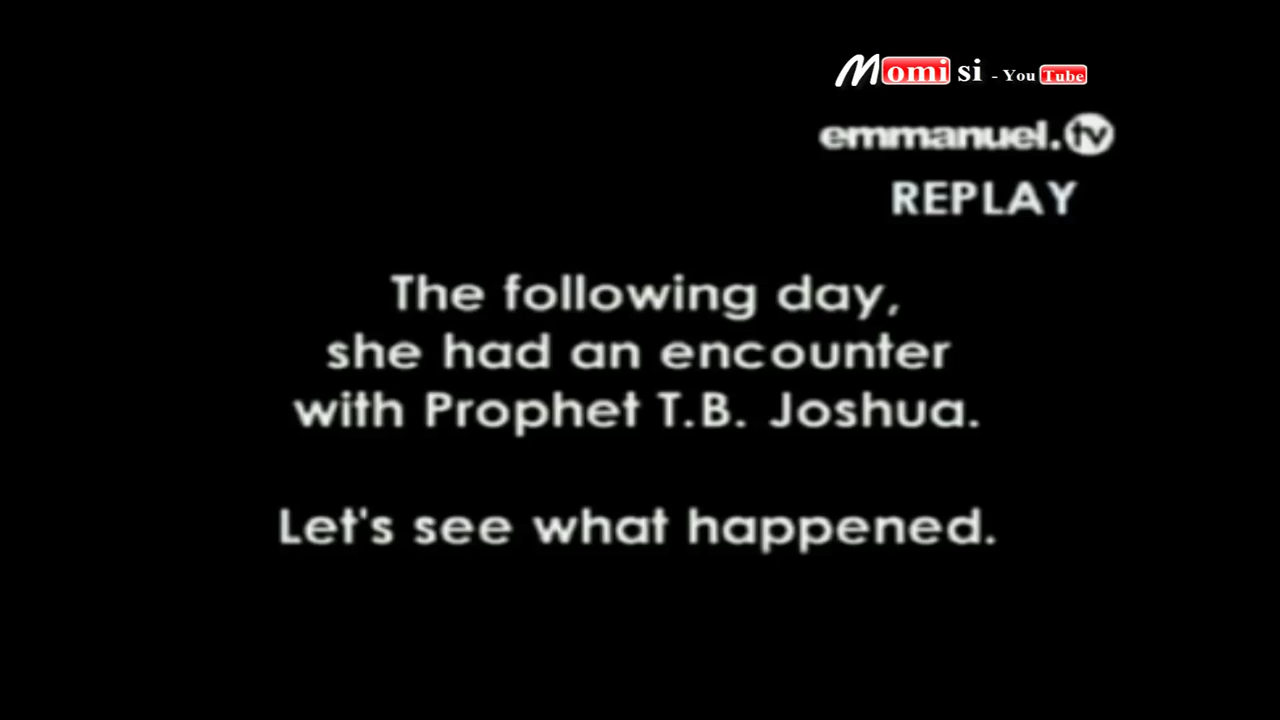 Momi si - You Tube
emmanuel.tv
REPLAY
The following day,
she had an encounter
with Prophet T.B. Joshua.
Let's see what happened.